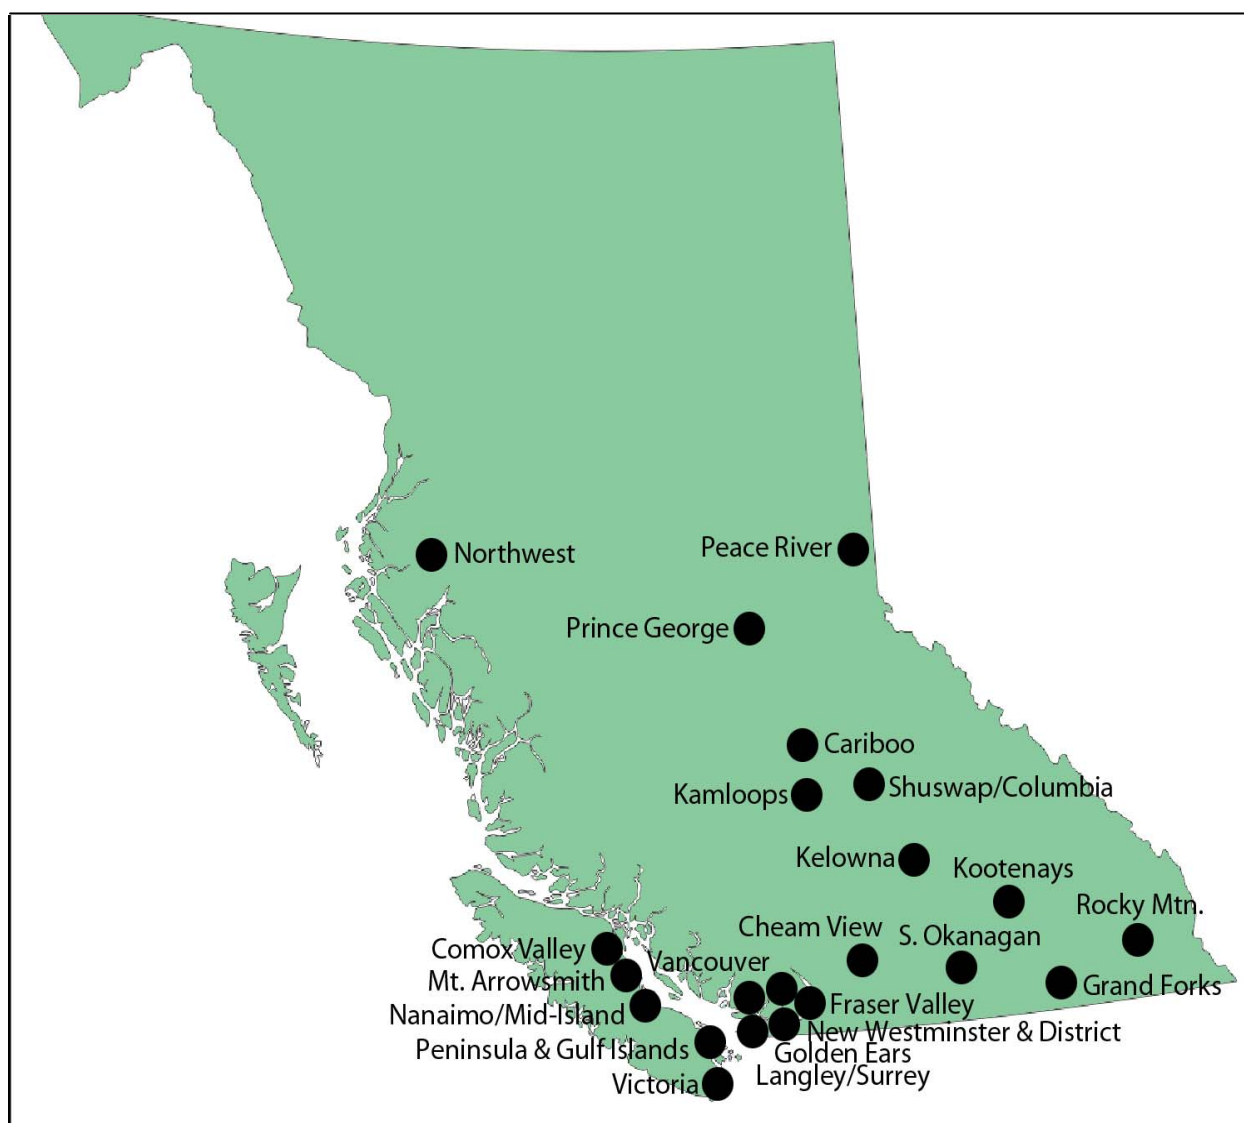 Peace River
Northwest
Prince George
Cariboo
Shuswap/Columbia
Kamloops
Kelowna
Kootenays
Rocky Mtn.
Cheam View
S. Okanagan
Comox Valley
Vancouver
Mt. Arrowsmith
Grand Forks
Fraser Valley
Nanaimo/Mid-Island
New Westminster & District
Peninsula & Gulf Islands
Golden Ears
Langley/Surrey
Victoria